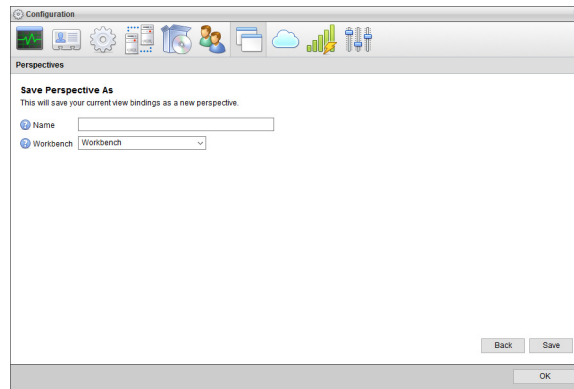 Configuration
Perspectives
Save Perspective As
This will save your current view bindings as a new perspective.
? Name
? Workbench Workbench
Back Save
OK